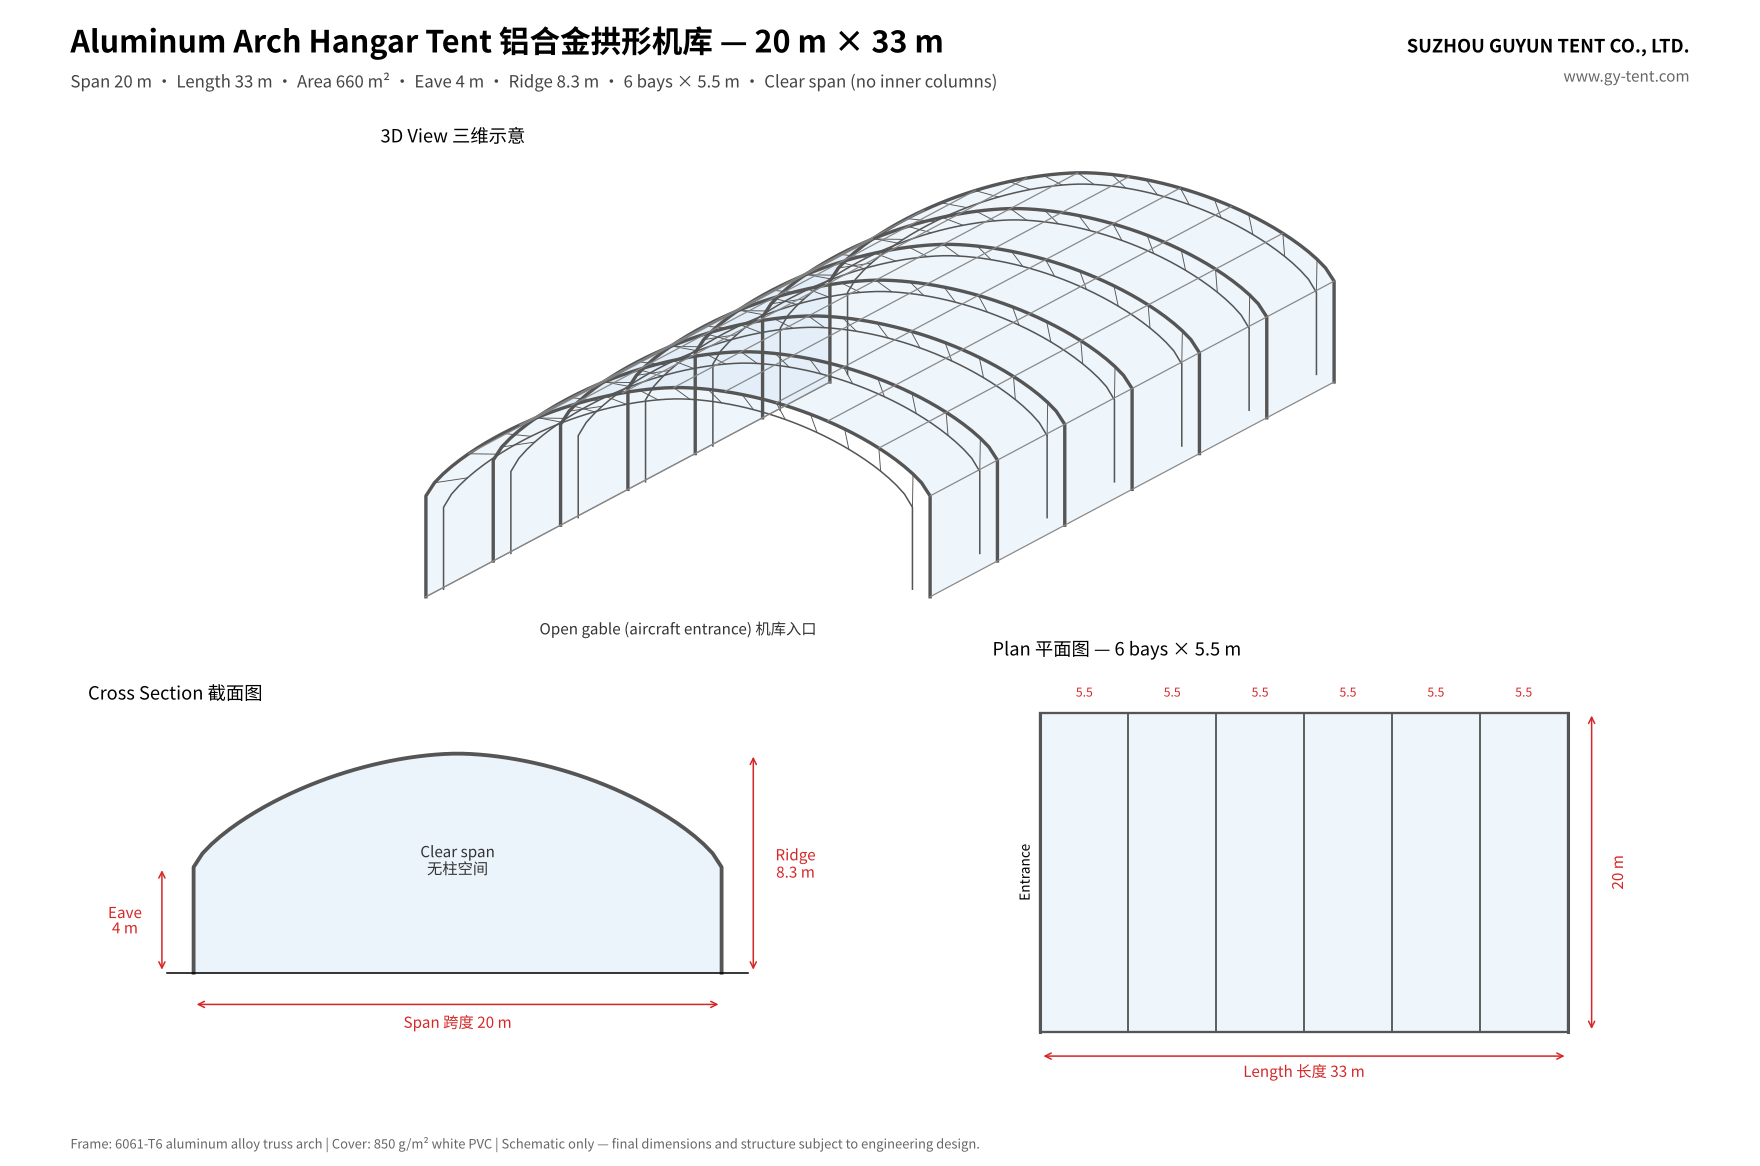 Aluminum Arch Hangar Tent 铝合金拱形机库 — 20 m × 33 m
SUZHOU GUYUN TENT CO., LTD.
Span 20 m • Length 33 m • Area 660 m² • Eave 4 m • Ridge 8.3 m • 6 bays × 5.5 m • Clear span (no inner columns)
www.gy-tent.com
3D View 三维示意
Open gable (aircraft entrance) 机库入口
Cross Section 截面图
Clear span
无柱空间
Ridge
8.3 m
Eave
4 m
Span 跨度 20 m
Plan 平面图 — 6 bays × 5.5 m
5.5 5.5 5.5 5.5 5.5 5.5
Entrance
20 m
Length 长度 33 m
Frame: 6061-T6 aluminum alloy truss arch | Cover: 850 g/m² white PVC | Schematic only — final dimensions and structure subject to engineering design.